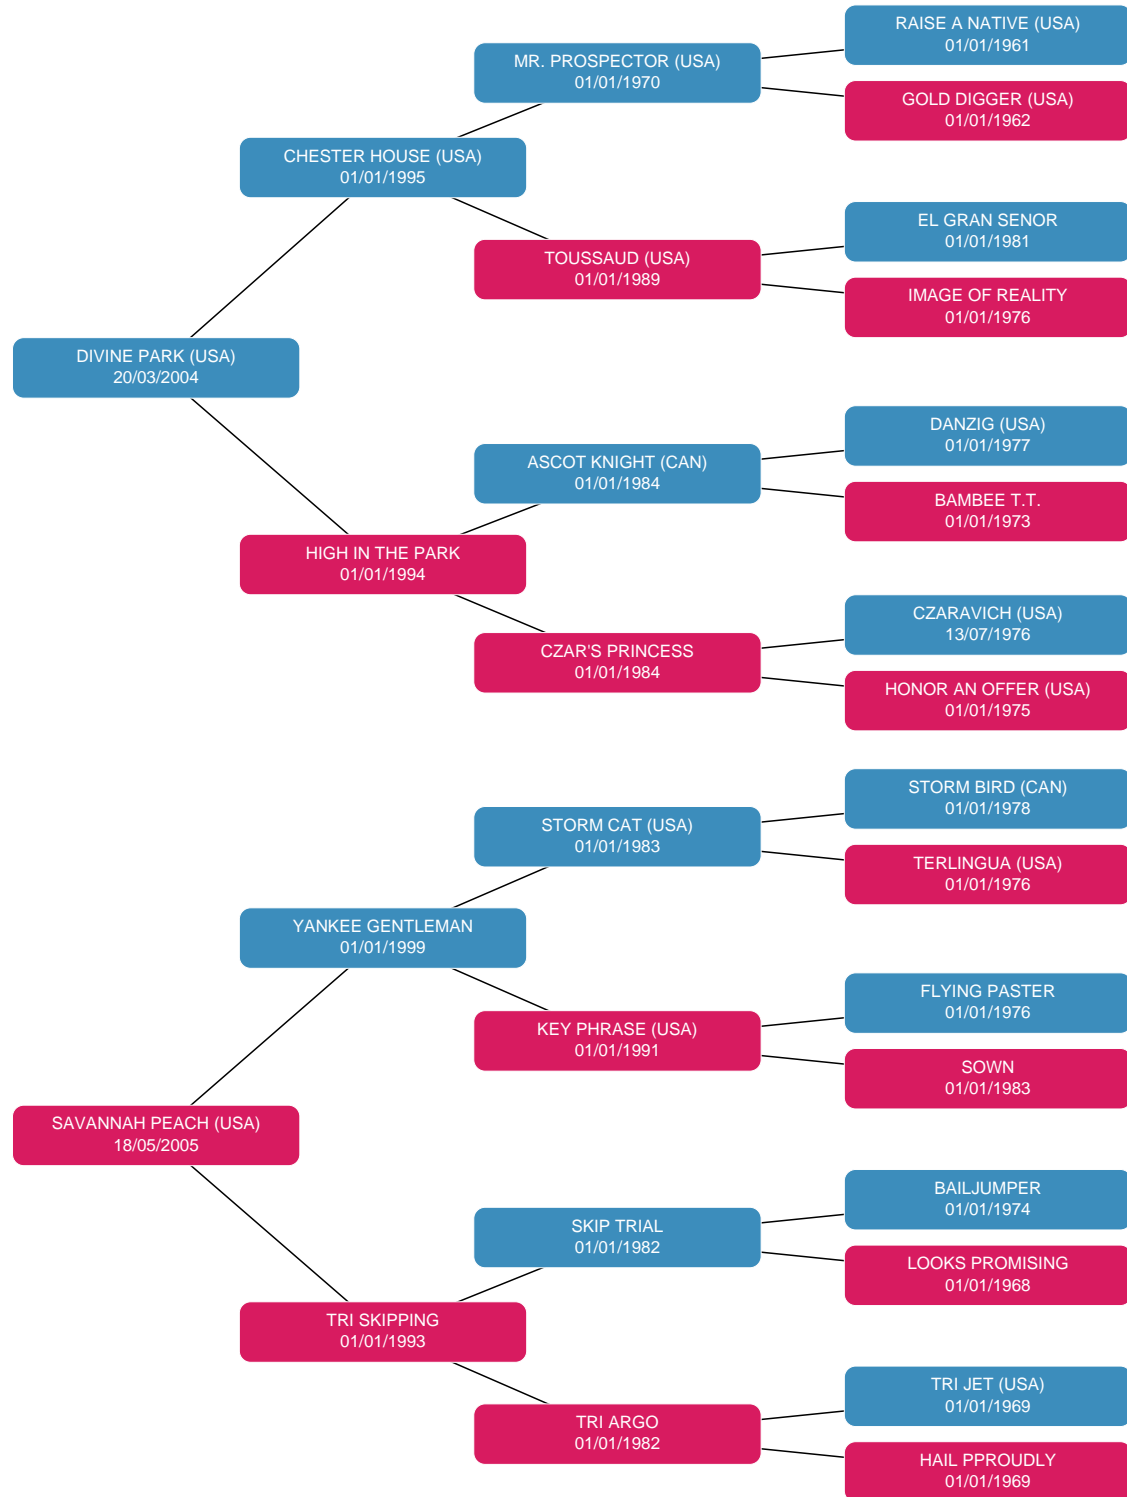 RAISE A NATIVE (USA)
01/01/1961
MR. PROSPECTOR (USA)
01/01/1970
GOLD DIGGER (USA)
01/01/1962
CHESTER HOUSE (USA)
01/01/1995
EL GRAN SENOR
01/01/1981
TOUSSAUD (USA)
01/01/1989
IMAGE OF REALITY
01/01/1976
DIVINE PARK (USA)
20/03/2004
DANZIG (USA)
01/01/1977
ASCOT KNIGHT (CAN)
01/01/1984
BAMBEE T.T.
01/01/1973
HIGH IN THE PARK
01/01/1994
CZARAVICH (USA)
13/07/1976
CZAR'S PRINCESS
01/01/1984
HONOR AN OFFER (USA)
01/01/1975
STORM BIRD (CAN)
01/01/1978
STORM CAT (USA)
01/01/1983
TERLINGUA (USA)
01/01/1976
YANKEE GENTLEMAN
01/01/1999
FLYING PASTER
01/01/1976
KEY PHRASE (USA)
01/01/1991
SOWN
01/01/1983
SAVANNAH PEACH (USA)
18/05/2005
BAILJUMPER
01/01/1974
SKIP TRIAL
01/01/1982
LOOKS PROMISING
01/01/1968
TRI SKIPPING
01/01/1993
TRI JET (USA)
01/01/1969
TRI ARGO
01/01/1982
HAIL PPROUDLY
01/01/1969